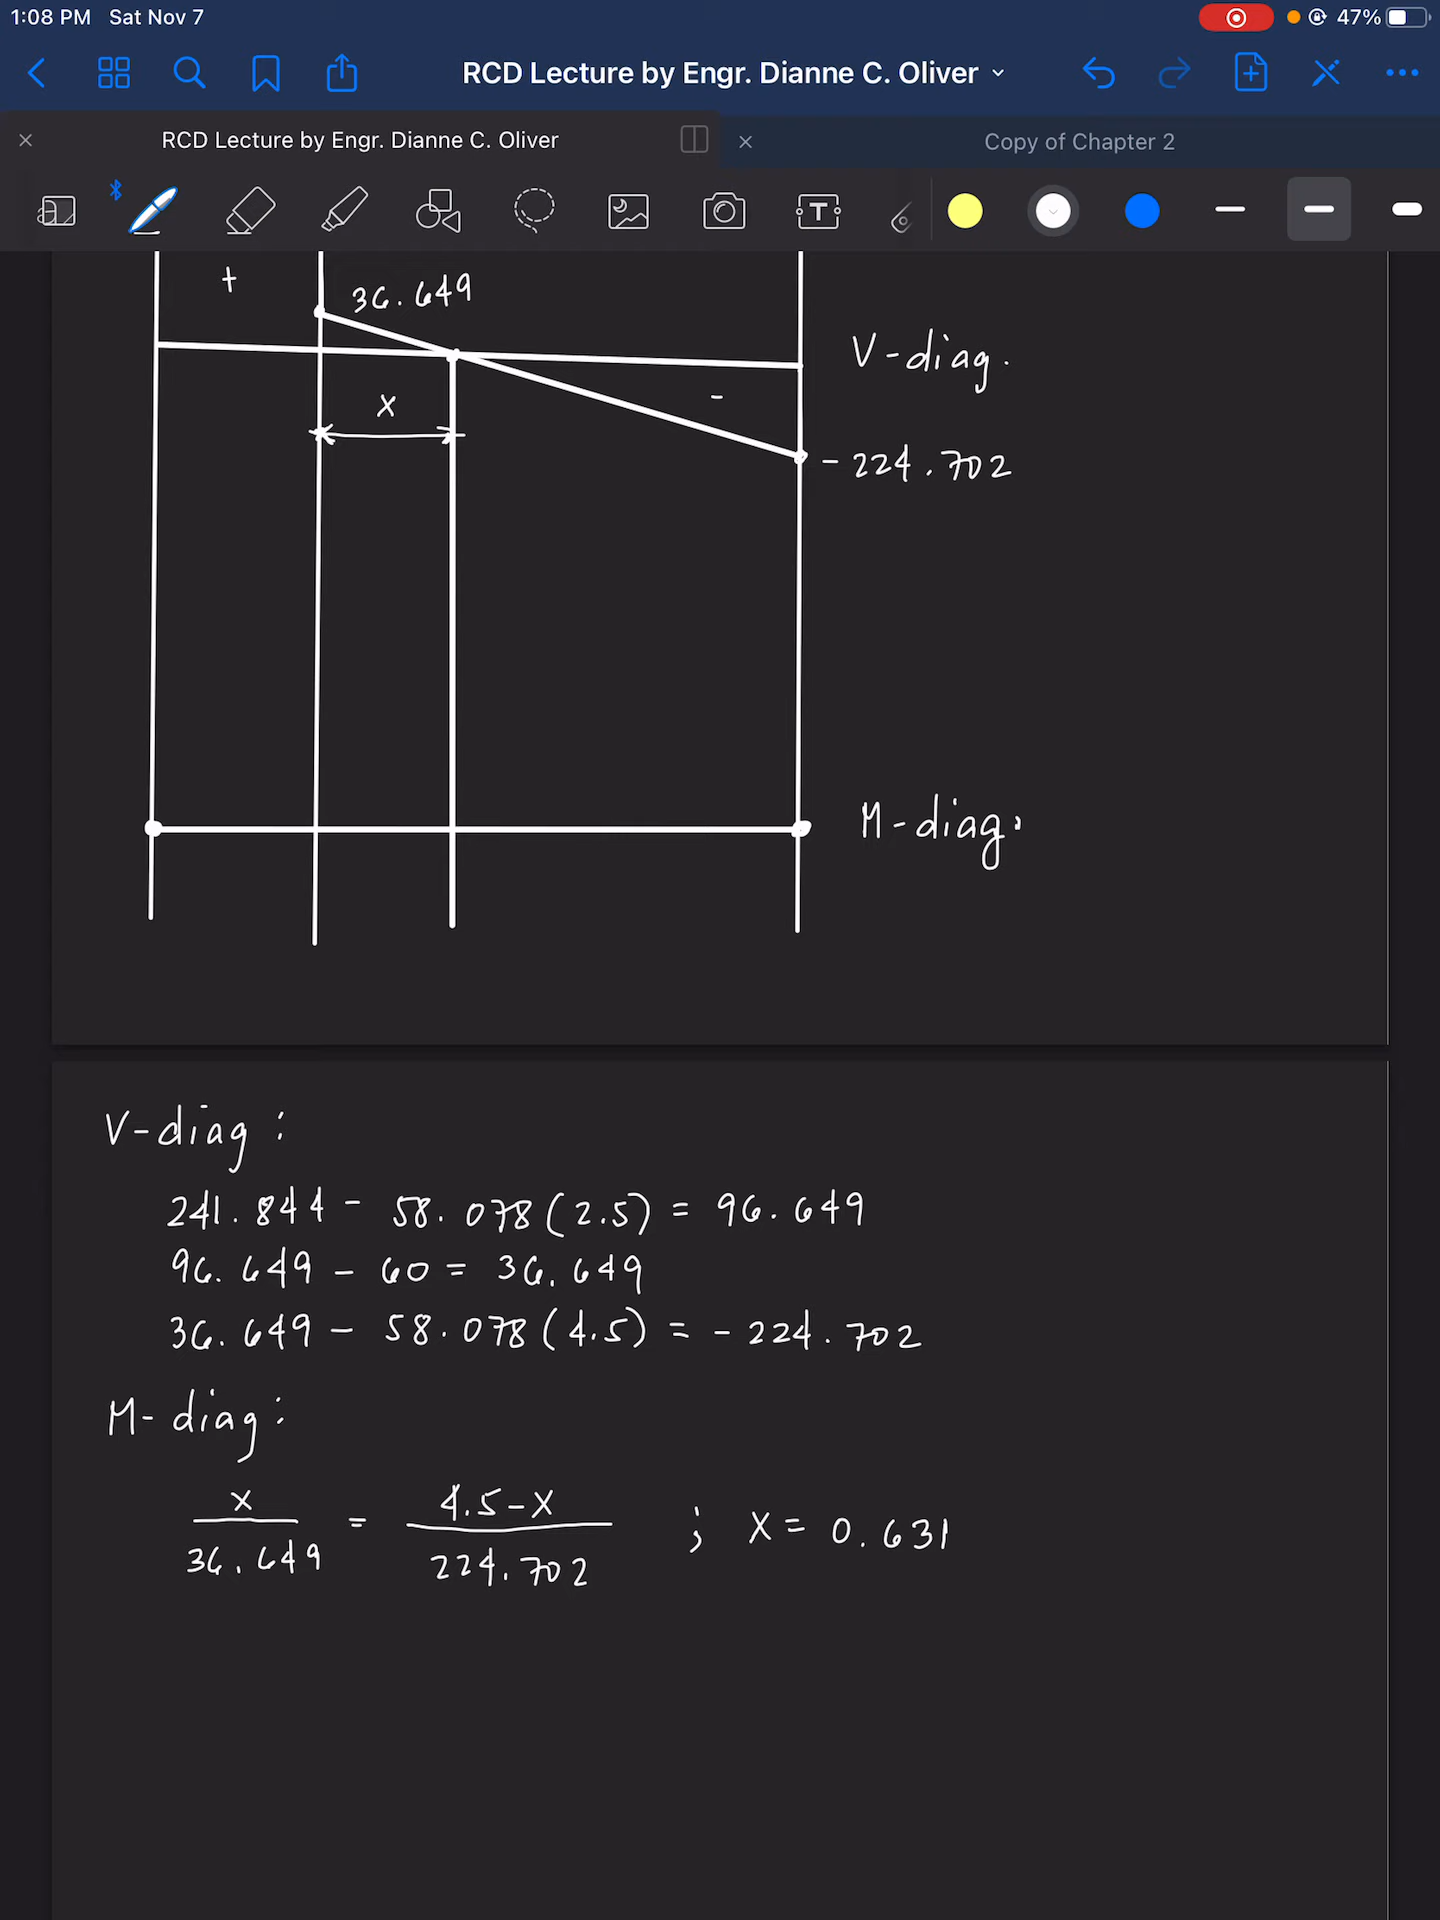 1:08 PM Sat Nov 7 47%
RCD Lecture by Engr. Dianne C. Oliver
RCD Lecture by Engr. Dianne C. Oliver
Copy of Chapter 2
T
+
36.649
V-diag.
x
-
- 224.702
M-diag.
V-diag:
241.844 - 58.078(2.5) = 96.649
96.649 - 60 = 36.649
36.649 - 58.078(4.5) = - 224.702
M-diag:
x/36.649 = 4.5-x/224.702 ; x = 0.631